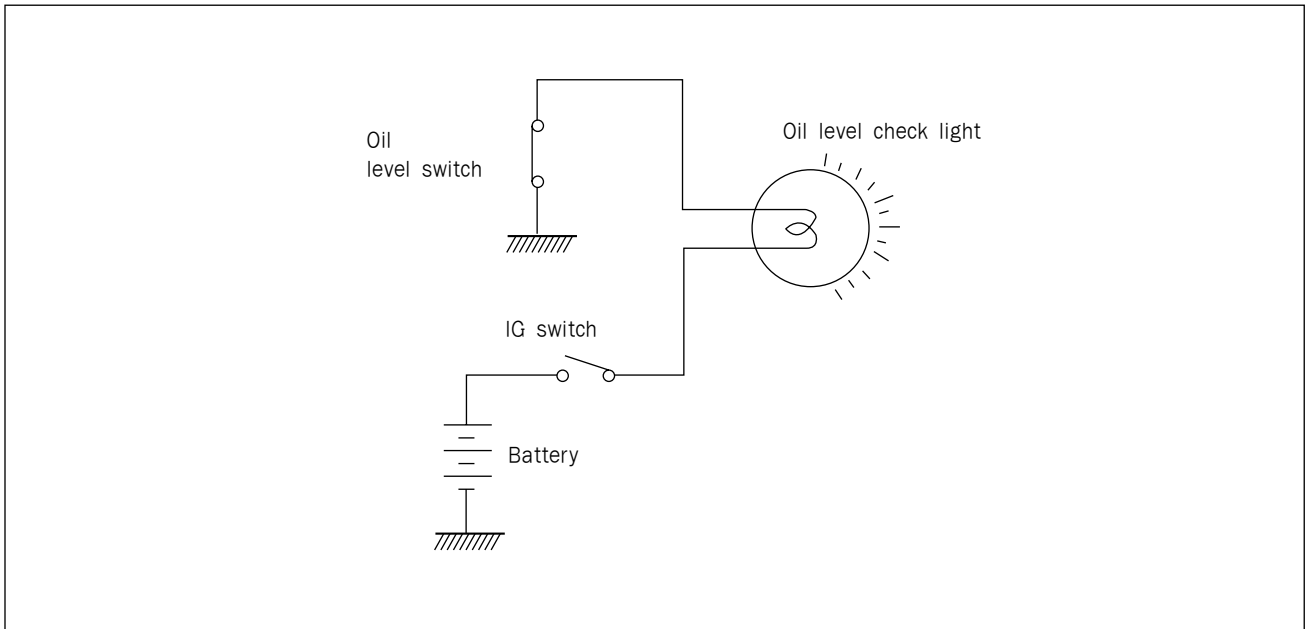 Oil
level switch
Oil level check light
IG switch
Battery